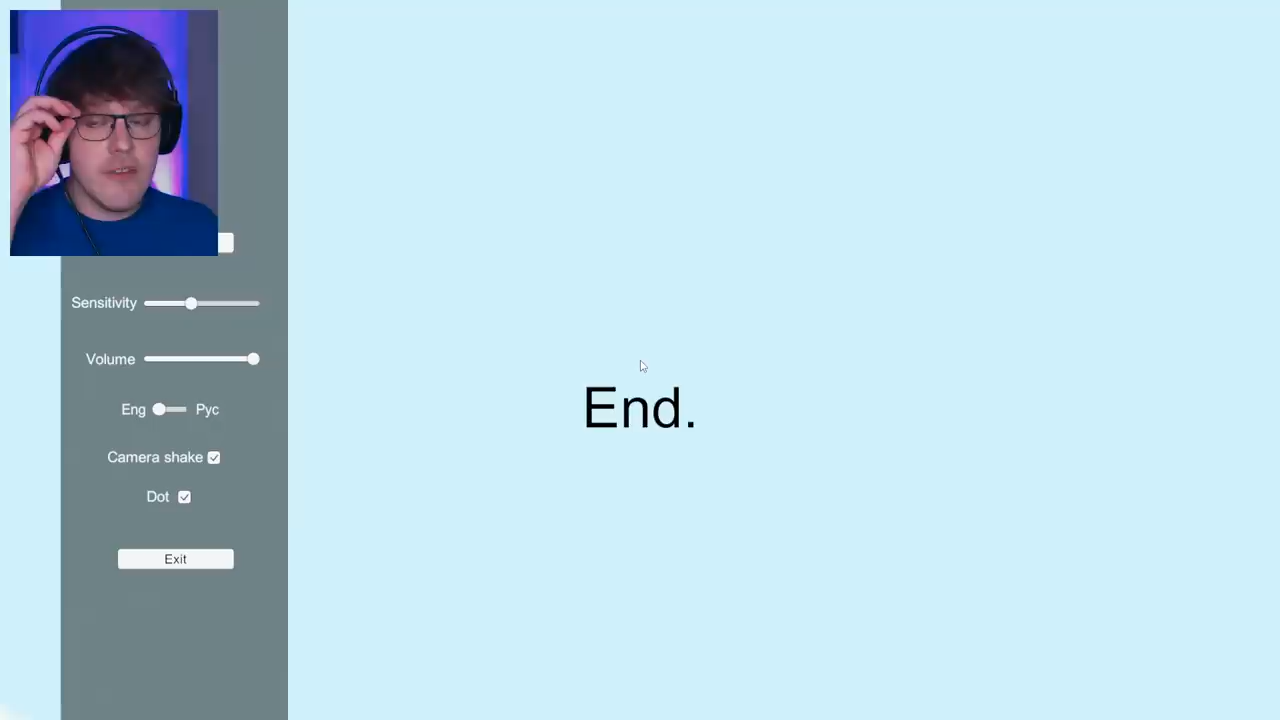 Sensitivity
Volume
Eng Рус
Camera shake
Dot
Exit
End.